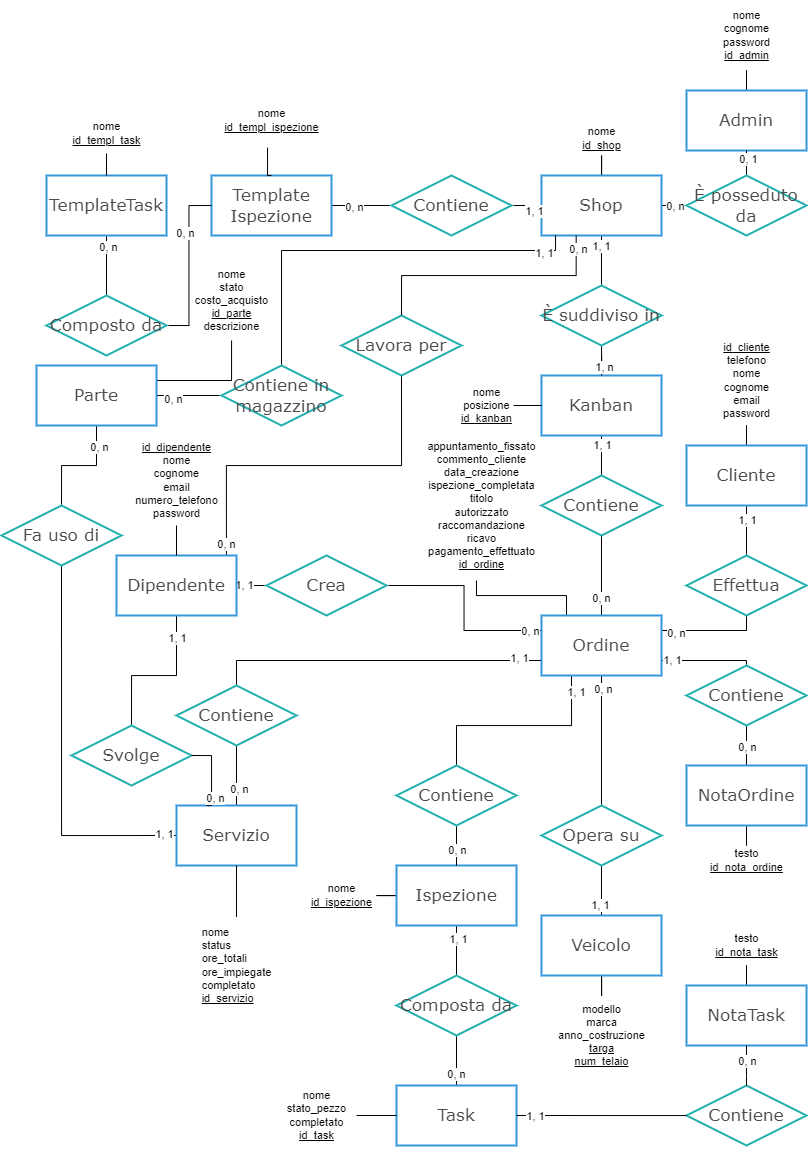 nome
cognome
password
id_admin
Admin
0, 1
È posseduto
da
0, n
nome
id_shop
Shop
1, 1
Contiene
0, n
nome
id_templ_ispezione
Template
Ispezione
0, n
nome
id_templ_task
TemplateTask
0, n
Composto da
1, 1
0, n
1, 1
nome
stato
costo_acquisto
id_parte
descrizione
Parte
0, n
Contiene in
magazzino
Lavora per
È suddiviso in
1, n
nome
posizione
id_kanban
Kanban
1, 1
id_cliente
telefono
nome
cognome
email
password
Cliente
1, 1
0, n
Fa uso di
id_dipendente
nome
cognome
email
numero_telefono
password
0, n
Dipendente
1, 1
Crea
appuntamento_fissato
commento_cliente
data_creazione
ispezione_completata
titolo
autorizzato
raccomandazione
ricavo
pagamento_effettuato
id_ordine
Contiene
0, n
Effettua
0, n
0, n
Ordine
1, 1
1, 1
1, 1
0, n
1, 1
Svolge
Contiene
0, n
0, n
1, 1
Servizio
nome
status
ore_totali
ore_impiegate
completato
id_servizio
Contiene
0, n
nome
id_ispezione
Ispezione
1, 1
Composta da
0, n
Opera su
1, 1
Veicolo
modello
marca
anno_costruzione
targa
num_telaio
Contiene
0, n
NotaOrdine
testo
id_nota_ordine
testo
id_nota_task
NotaTask
0, n
nome
stato_pezzo
completato
id_task
Task
1, 1
Contiene